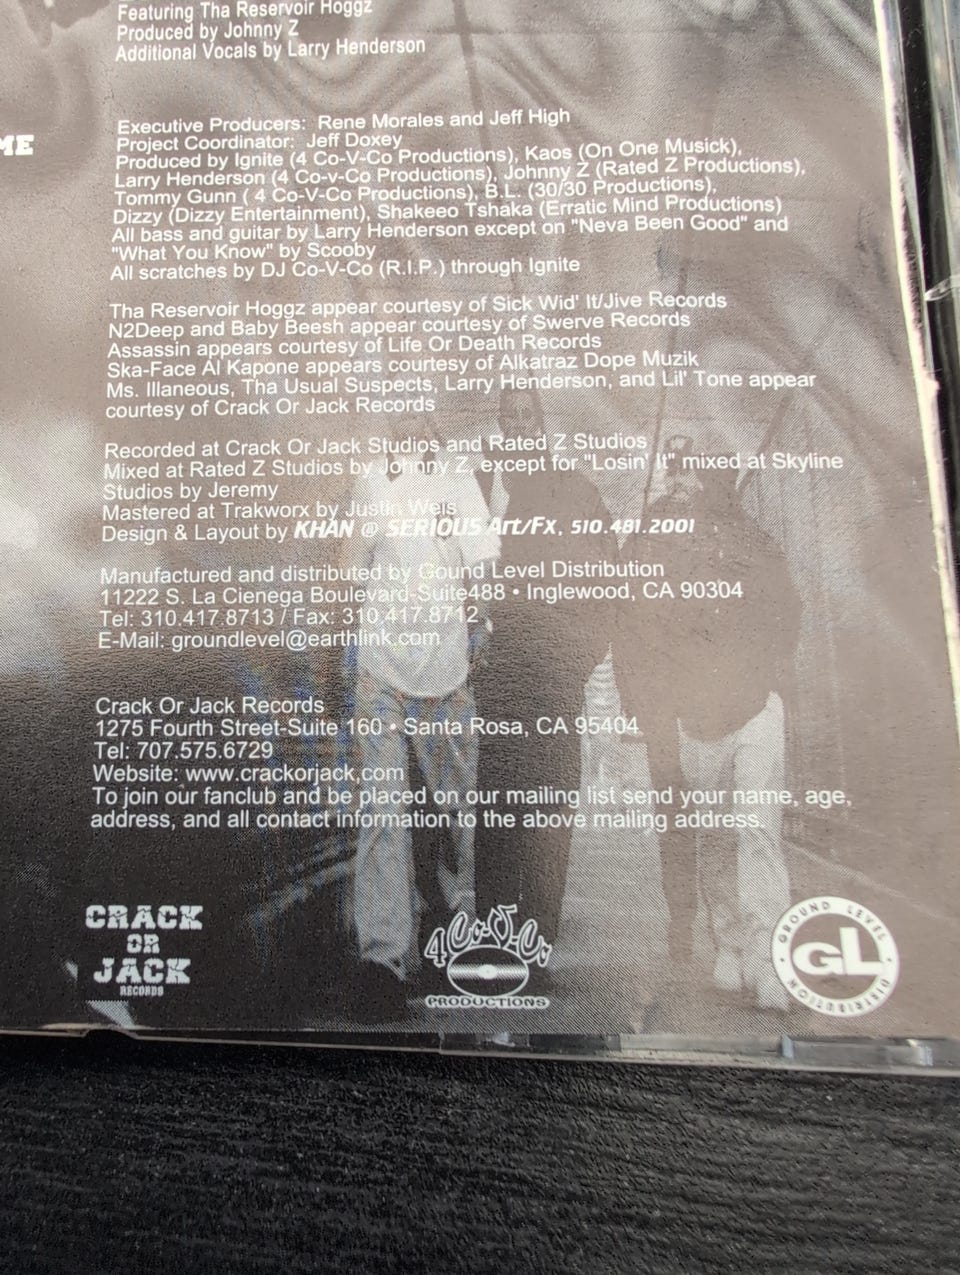 Featuring Tha Reservoir Hoggz
Produced by Johnny Z
Additional Vocals by Larry Henderson
ME
Executive Producers: Rene Morales and Jeff High
Project Coordinator: Jeff Doxey
Produced by Ignite (4 Co-V-Co Productions), Kaos (On One Musick),
Larry Henderson (4 Co-v-Co Productions), Johnny Z (Rated Z Productions),
Tommy Gunn ( 4 Co-V-Co Productions), B.L. (30/30 Productions),
Dizzy (Dizzy Entertainment), Shakeeo Tshaka (Erratic Mind Productions)
All bass and guitar by Larry Henderson except on "Neva Been Good" and
"What You Know" by Scooby
All scratches by DJ Co-V-Co (R.I.P.) through Ignite
Tha Reservoir Hoggz appear courtesy of Sick Wid' It/Jive Records
N2Deep and Baby Beesh appear courtesy of Swerve Records
Assassin appears courtesy of Life Or Death Records
Ska-Face Al Kapone appears courtesy of Alkatraz Dope Muzik
Ms. Illaneous, Tha Usual Suspects, Larry Henderson, and Lil' Tone appear
courtesy of Crack Or Jack Records
Recorded at Crack Or Jack Studios and Rated Z Studios
Mixed at Rated Z Studios by Johnny Z, except for "Losin' It" mixed at Skyline
Studios by Jeremy
Mastered at Trakworx by Justin Weis
Design & Layout by KHAN @ SERIOUS Art/Fx, 510.481.2001
Manufactured and distributed by Gound Level Distribution
11222 S. La Cienega Boulevard-Suite488 • Inglewood, CA 90304
Tel: 310.417.8713 / Fax: 310.417.8712
E-Mail: groundlevel@earthlink.com
Crack Or Jack Records
1275 Fourth Street-Suite 160 • Santa Rosa, CA 95404
Tel: 707.575.6729
Website: www.crackorjack.com
To join our fanclub and be placed on our mailing list send your name, age,
address, and all contact information to the above mailing address.
CRACK
OR
JACK
RECORDS
4 Co-V-Co
PRODUCTIONS
GROUND LEVEL
GL
DISTRIBUTION